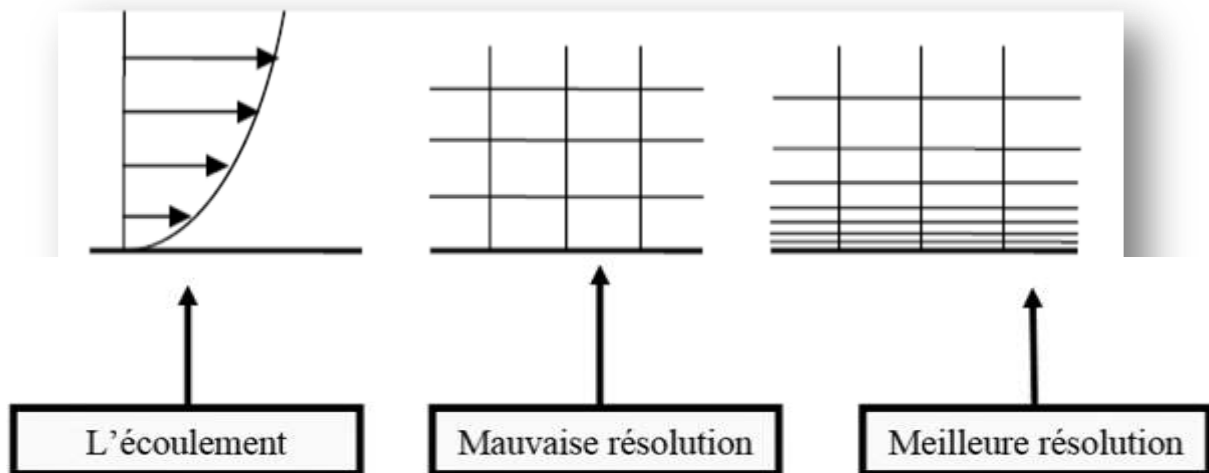 L’écoulement
Mauvaise résolution
Meilleure résolution